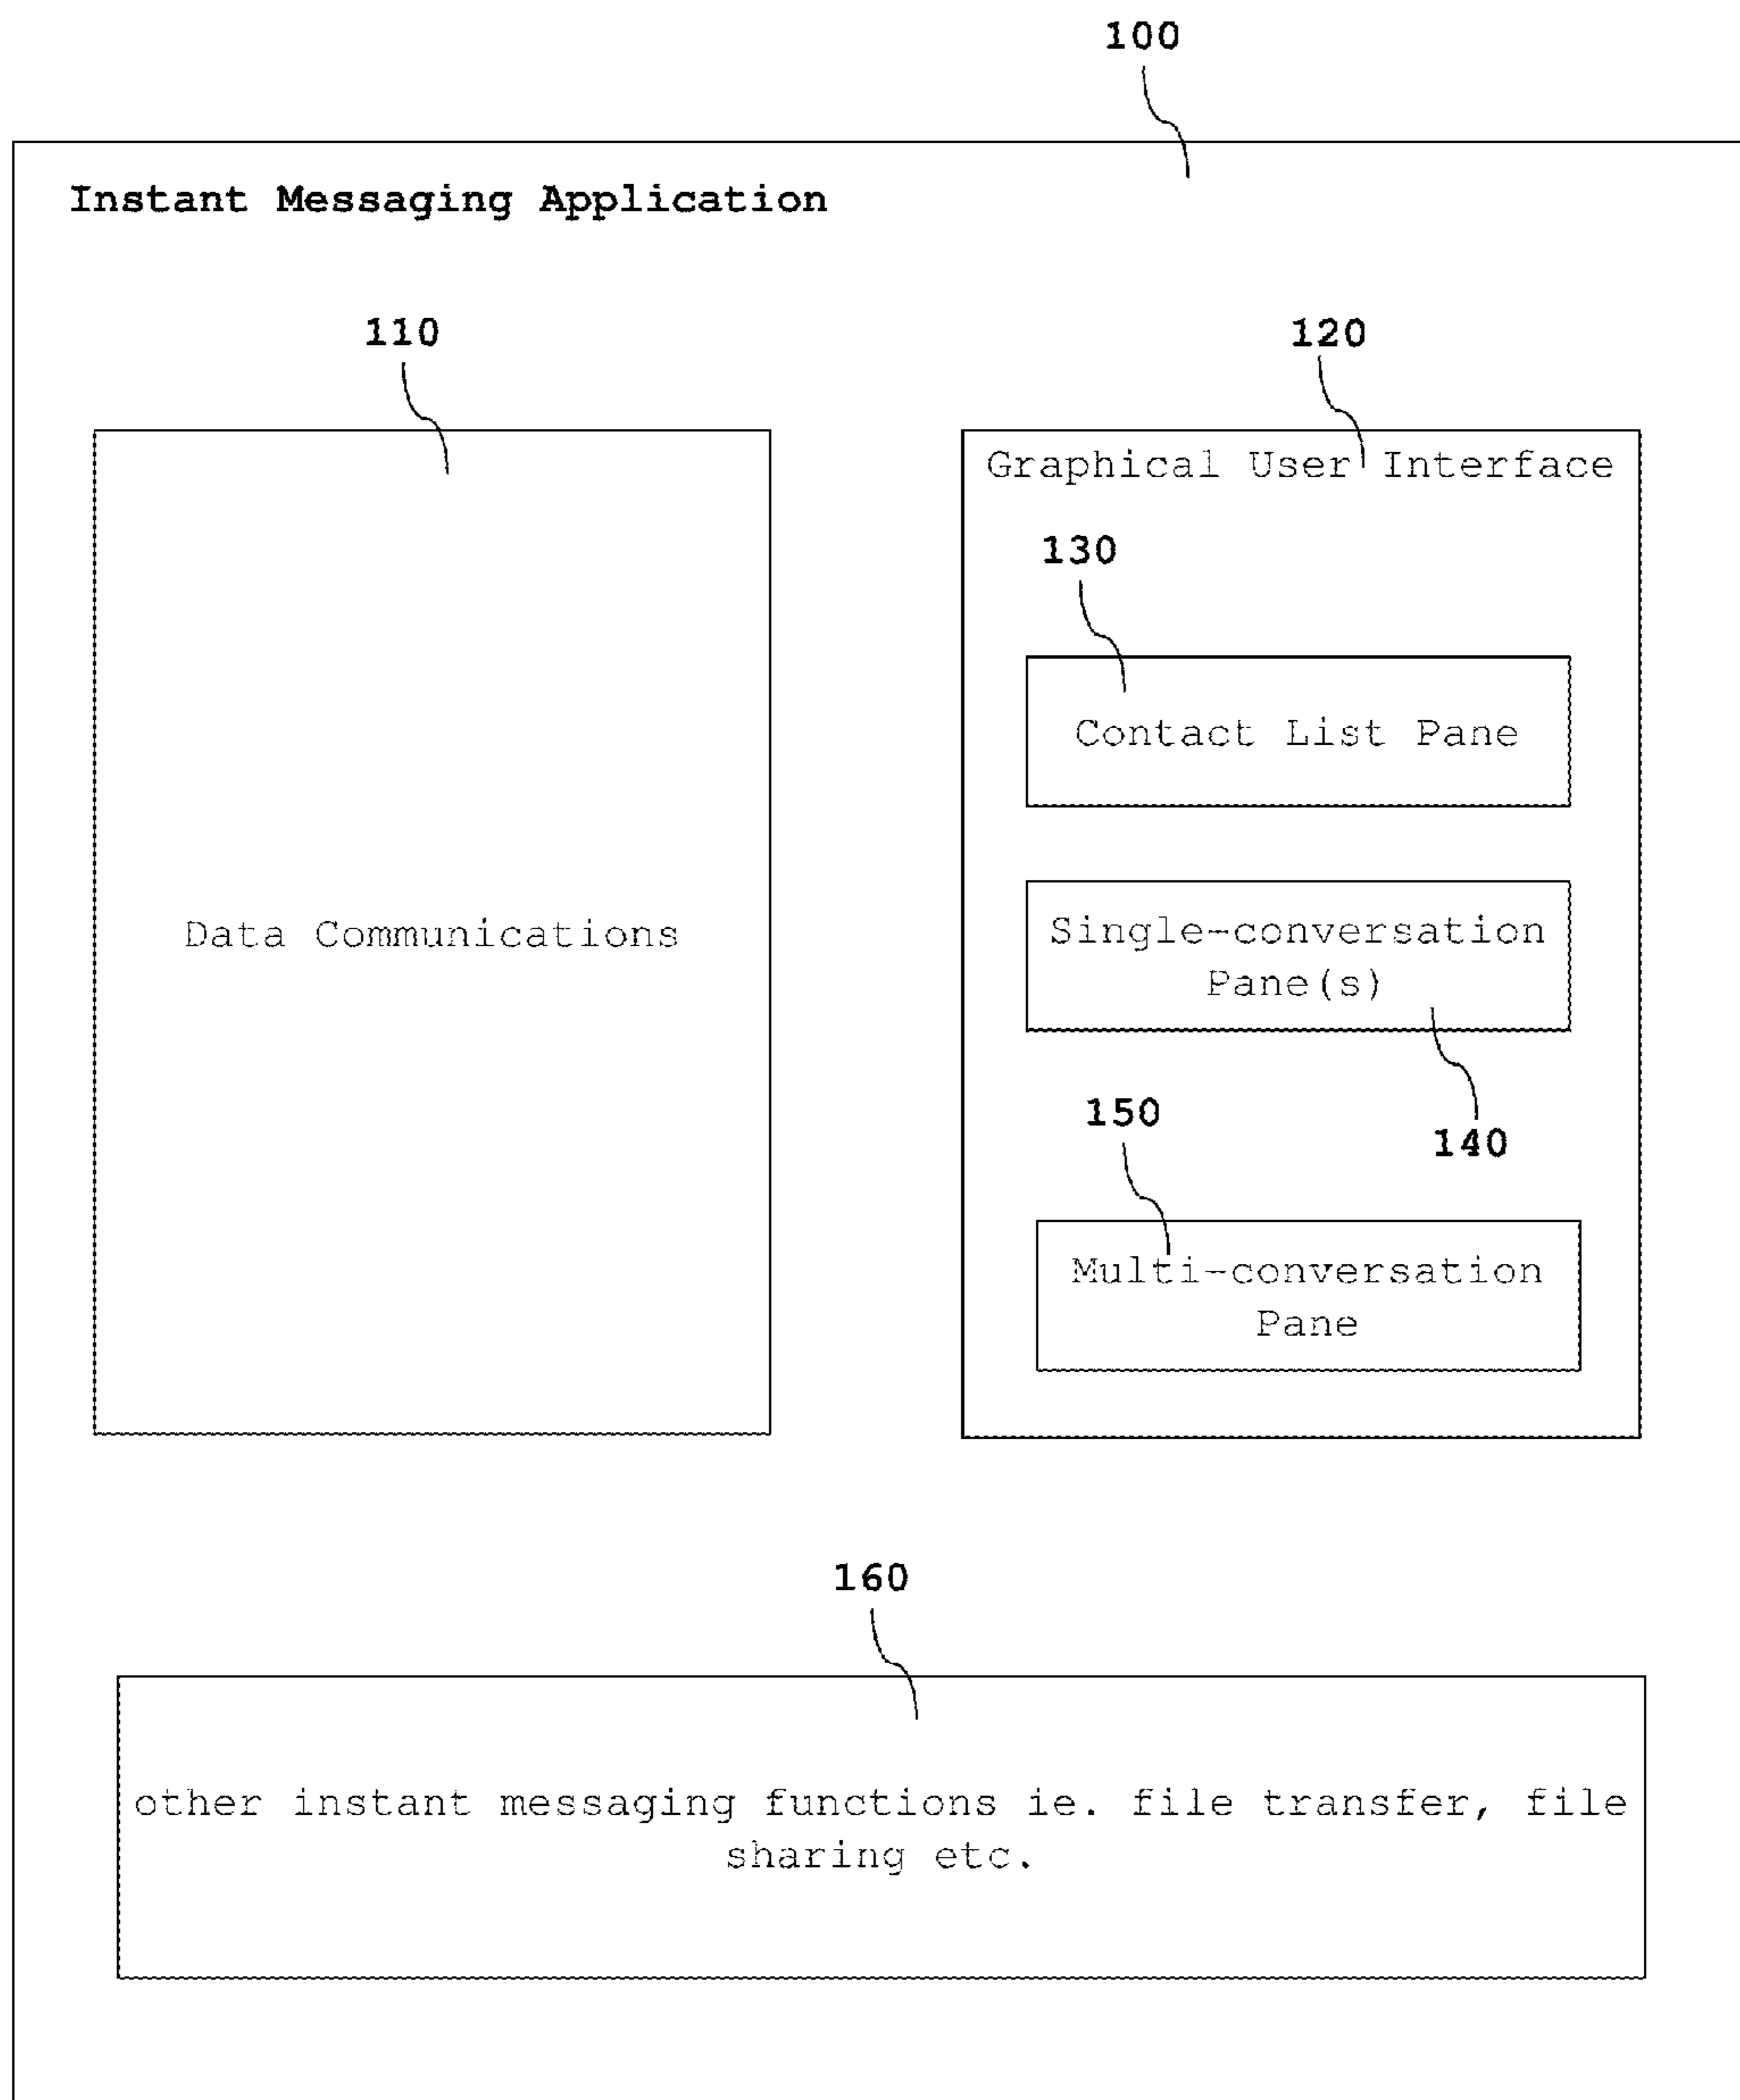 100
Instant Messaging Application
110
120
Graphical User Interface
130
Contact List Pane
Data Communications
Single-conversation
Pane(s)
150
140
Multi-conversation
Pane
160
other instant messaging functions ie. file transfer, file
sharing etc.